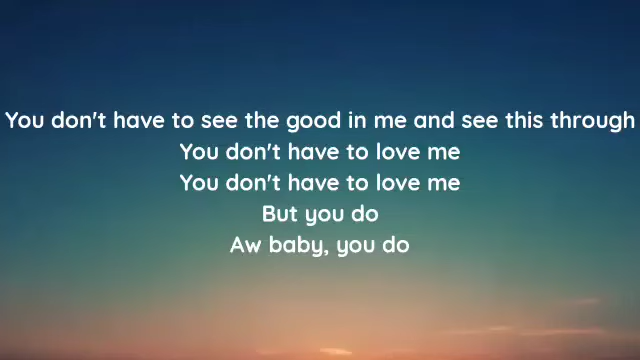 You don't have to see the good in me and see this through
You don't have to love me
You don't have to love me
But you do
Aw baby, you do